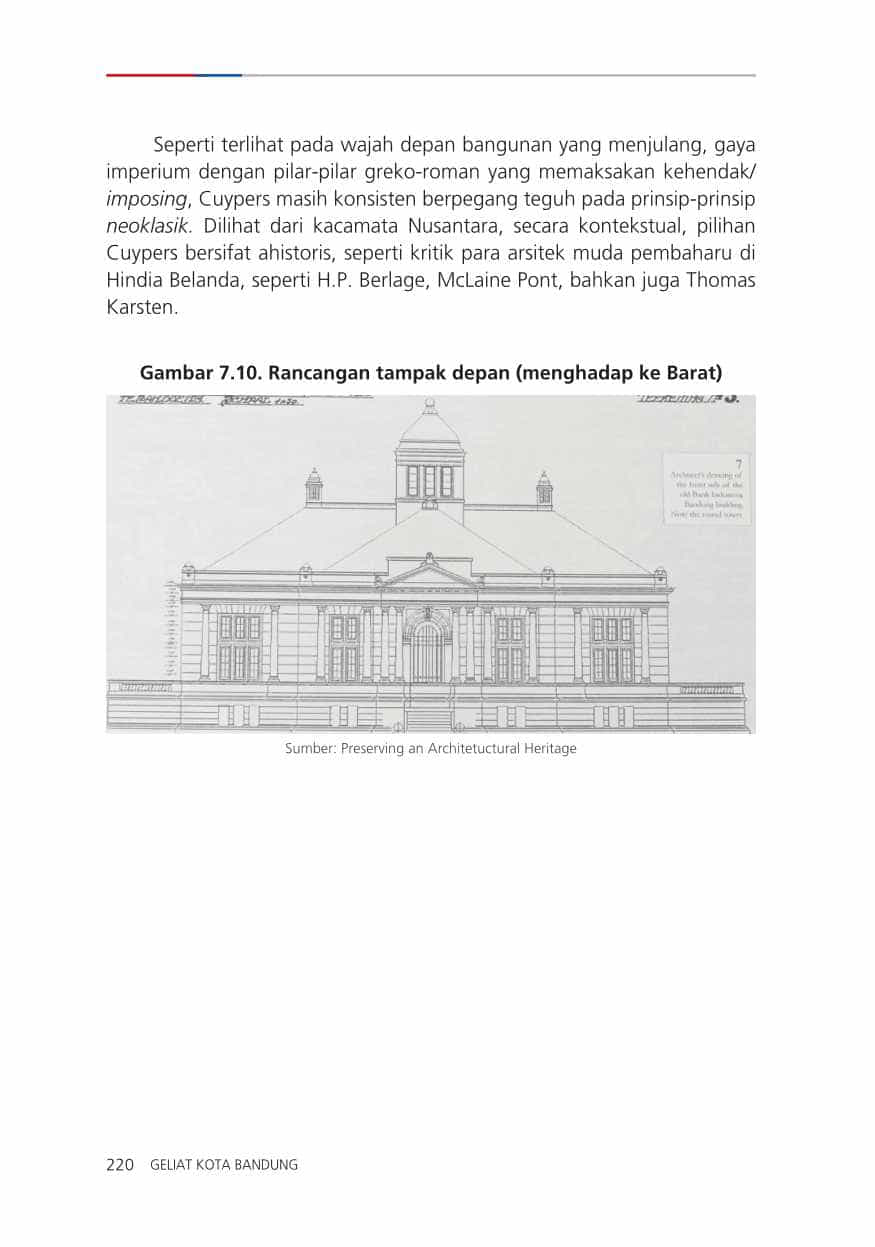 Seperti terlihat pada wajah depan bangunan yang menjulang, gaya
imperium dengan pilar-pilar greko-roman yang memaksakan kehendak/
imposing, Cuypers masih konsisten berpegang teguh pada prinsip-prinsip
neoklasik. Dilihat dari kacamata Nusantara, secara kontekstual, pilihan
Cuypers bersifat ahistoris, seperti kritik para arsitek muda pembaharu di
Hindia Belanda, seperti H.P. Berlage, McLaine Pont, bahkan juga Thomas
Karsten.
Gambar 7.10. Rancangan tampak depan (menghadap ke Barat)
7
Architect's drawing of
the front side of the
old Bank Indonesia
Bandung building.
Note the round tower.
Sumber: Preserving an Architetuctural Heritage
220 GELIAT KOTA BANDUNG